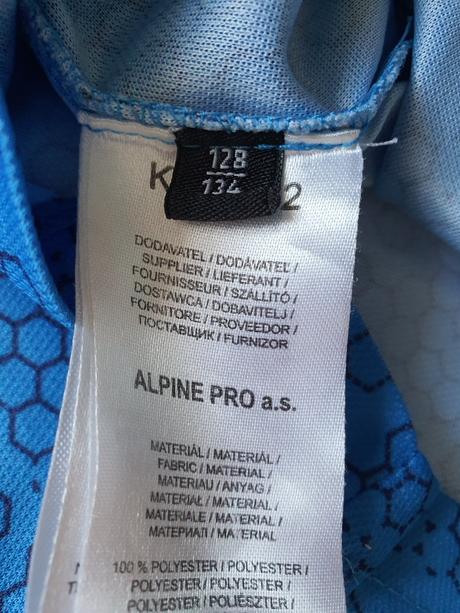 128
134
K
2
DODAVATEL / DODÁVATEĽ /
SUPPLIER / LIEFERANT /
FOURNISSEUR / SZÁLLÍTÓ /
DOSTAWCA / DOBAVITELJ /
FORNITORE / PROVEEDOR /
ПОСТАВЩИК / FURNIZOR
ALPINE PRO a.s.
MATERIÁL / MATERIÁL /
FABRIC / MATERIAL /
MATERIAU / ANYAG /
MATERIAŁ / MATERIAL /
MATERIALE / MATERIAL /
МАТЕРИАЛ / MATERIAL
100 % POLYESTER / POLYESTER /
POLYESTER / POLYESTER /
POLYESTER / POLIÉSZTER /